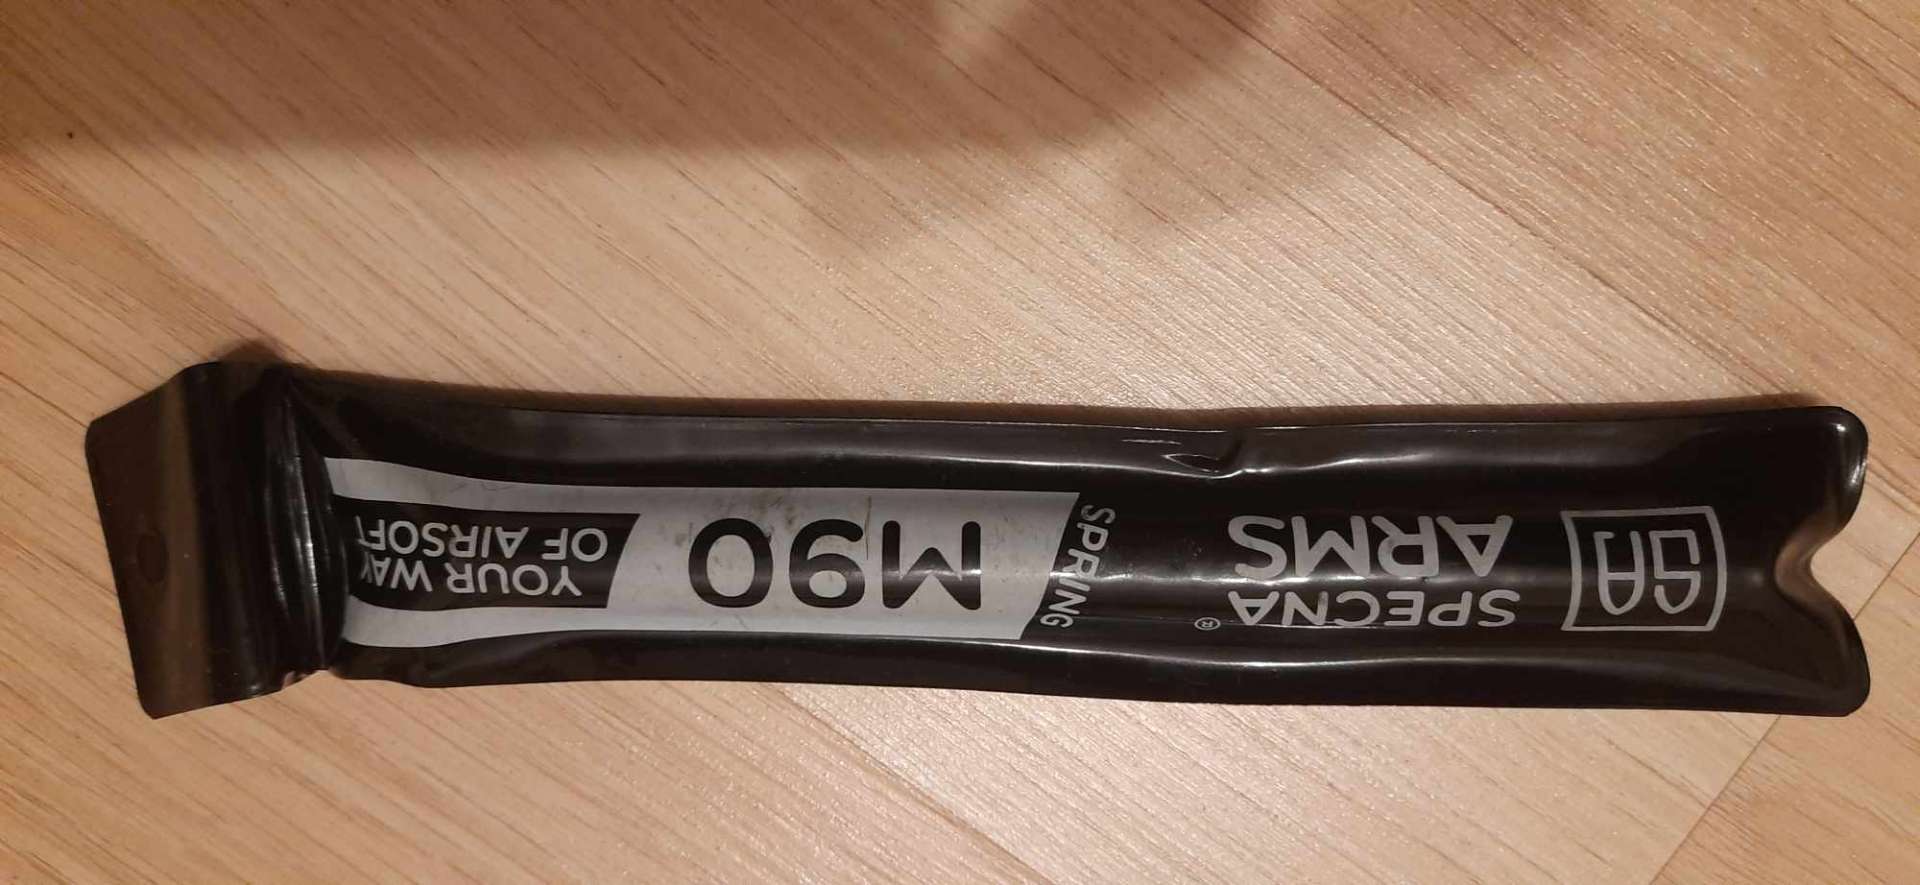 SA
SPECNA
ARMS®
SPRING
M90
YOUR WAY
OF AIRSOFT